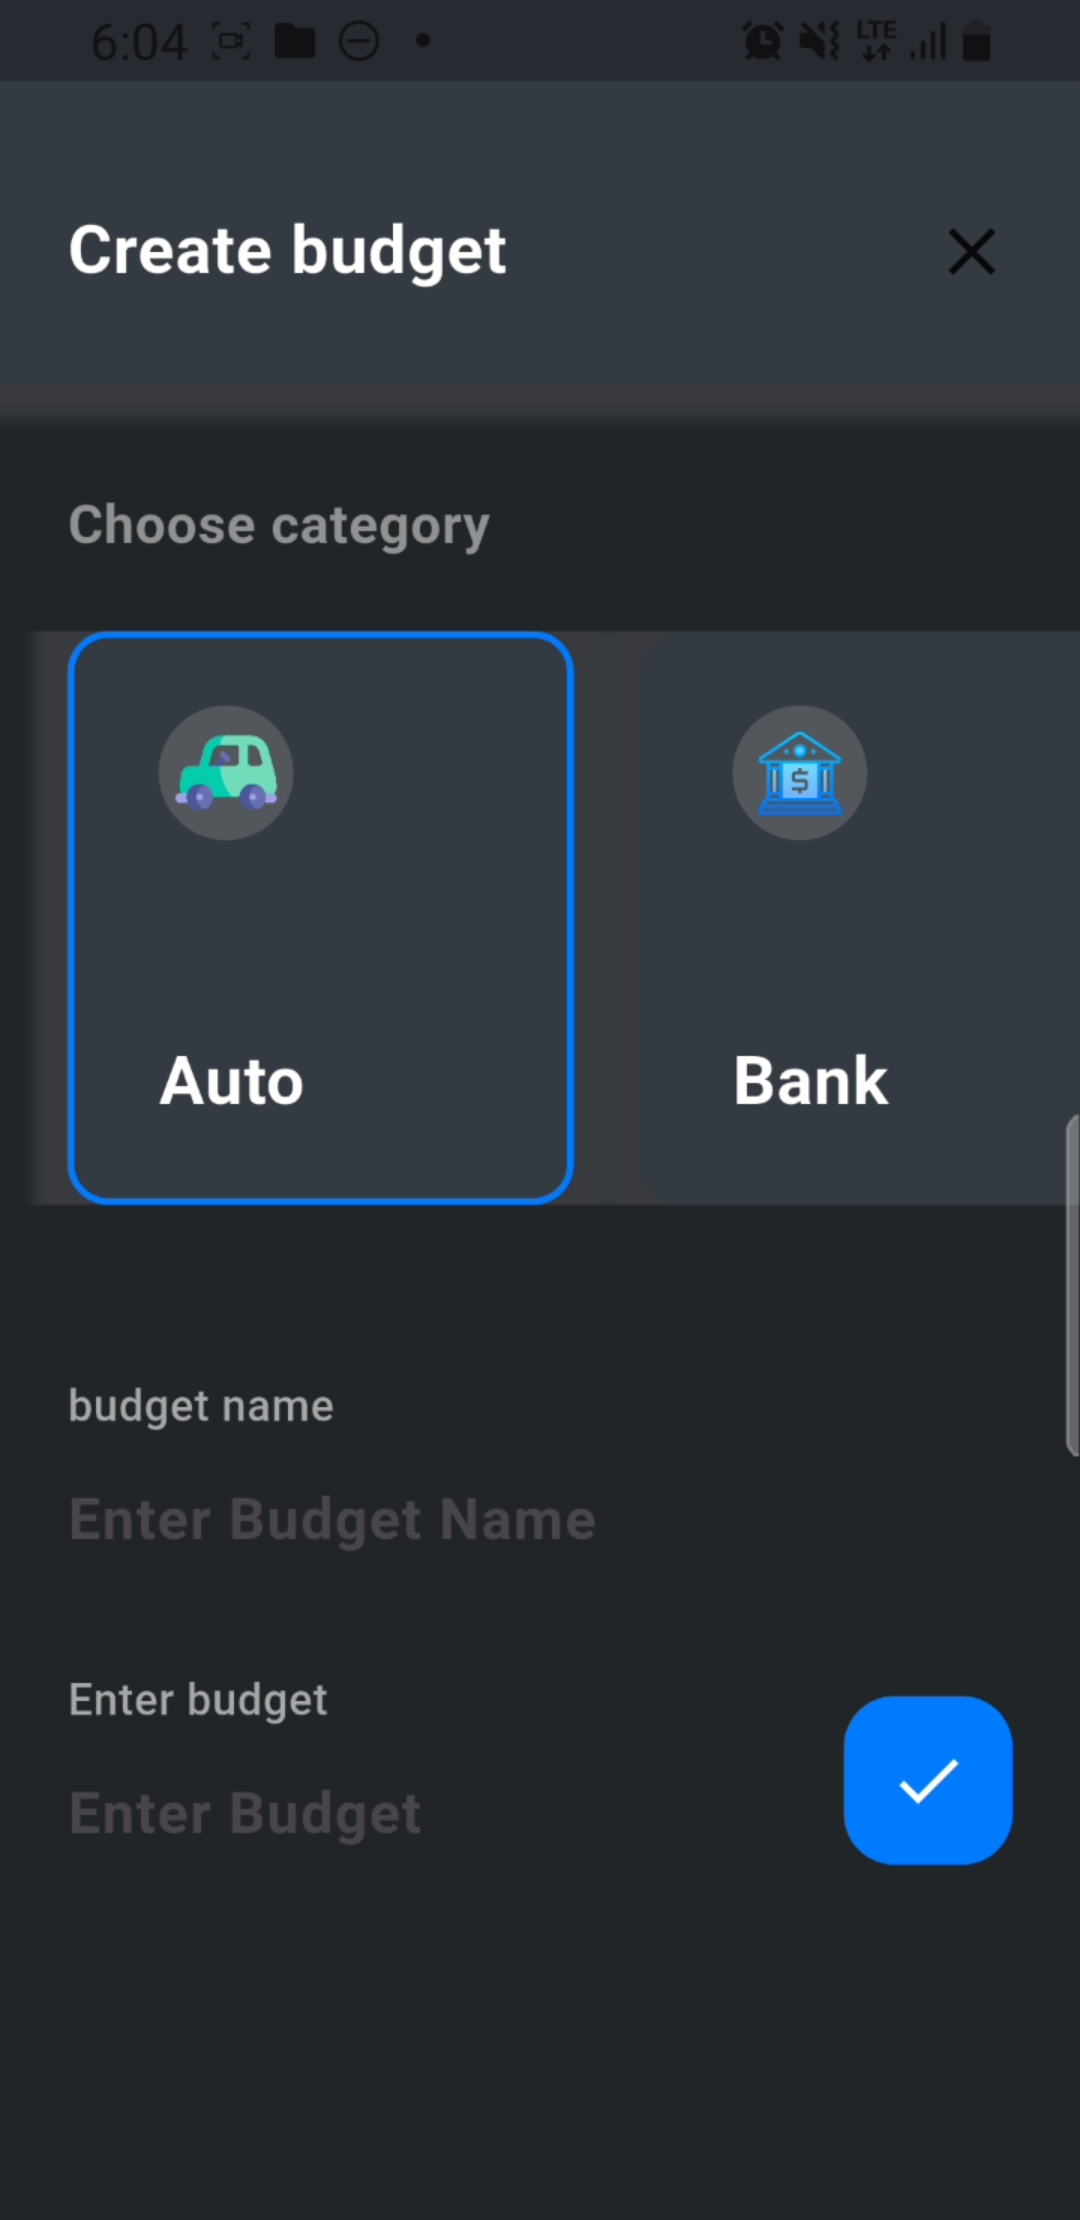 6:04 LTE
Create budget
Choose category
$ $
Auto Bank
budget name
Enter Budget Name
Enter budget
Enter Budget